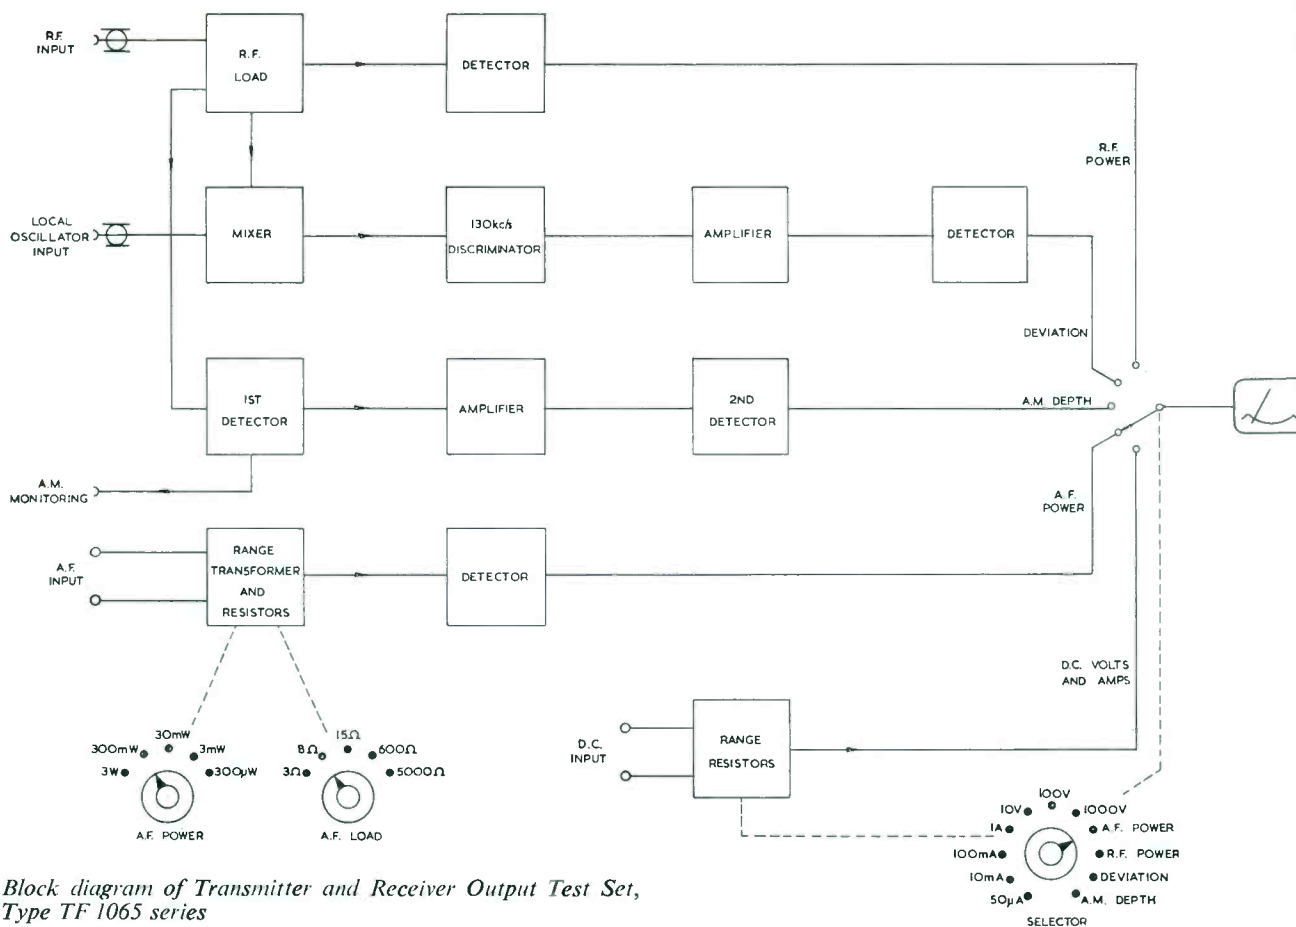 R.F.
INPUT
R.F.
LOAD
DETECTOR
R.F.
POWER
LOCAL
OSCILLATOR
INPUT
MIXER
130kc/s
DISCRIMINATOR
AMPLIFIER
DETECTOR
DEVIATION
1ST
DETECTOR
AMPLIFIER
2ND
DETECTOR
A.M. DEPTH
A.M.
MONITORING
A.F.
POWER
A.F.
INPUT
RANGE
TRANSFORMER
AND
RESISTORS
DETECTOR
D.C. VOLTS
AND AMPS
300mW
30mW
3mW
3W
300µW
A.F. POWER
8Ω
15Ω
600Ω
3Ω
5000Ω
A.F. LOAD
D.C.
INPUT
RANGE
RESISTORS
100V
10V
1000V
1A
A.F. POWER
100mA
R.F. POWER
10mA
DEVIATION
50µA
A.M. DEPTH
SELECTOR
Block diagram of Transmitter and Receiver Output Test Set,
Type TF 1065 series